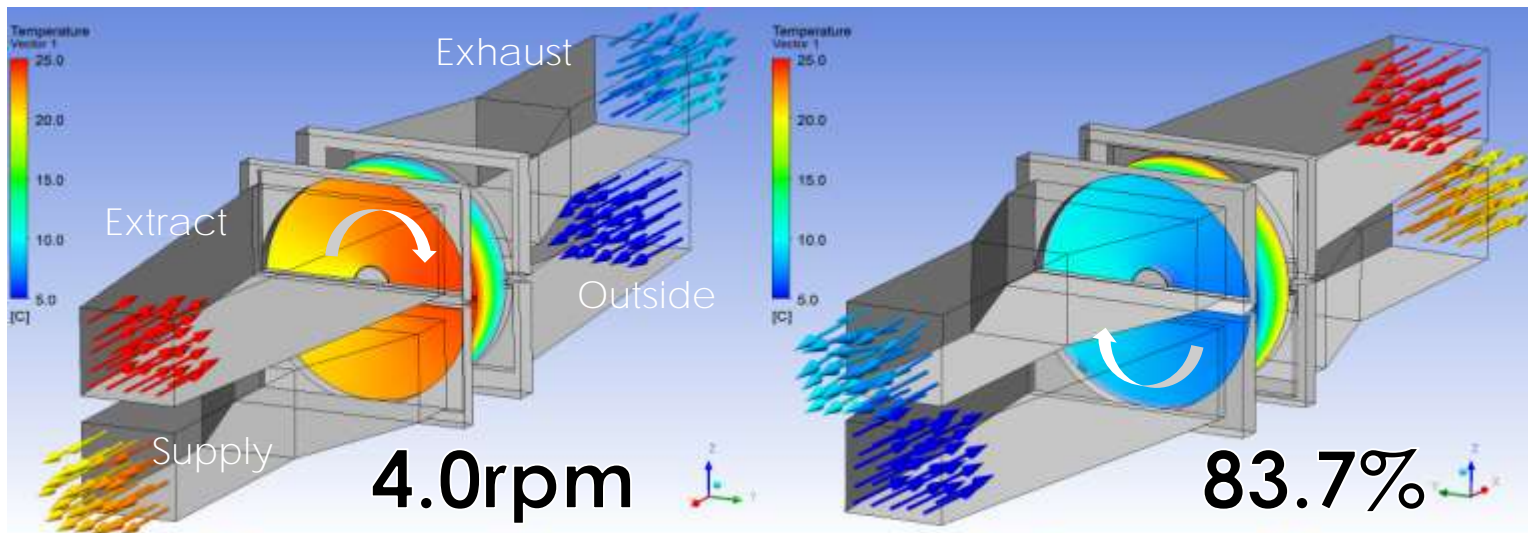 Temperature
Vector 1
25.0
20.0
15.0
10.0
5.0
[C]
Exhaust
Extract
Outside
Supply
4.0rpm
Z
Y
Temperature
Vector 1
25.0
20.0
15.0
10.0
5.0
[C]
83.7%
Z
Y
X